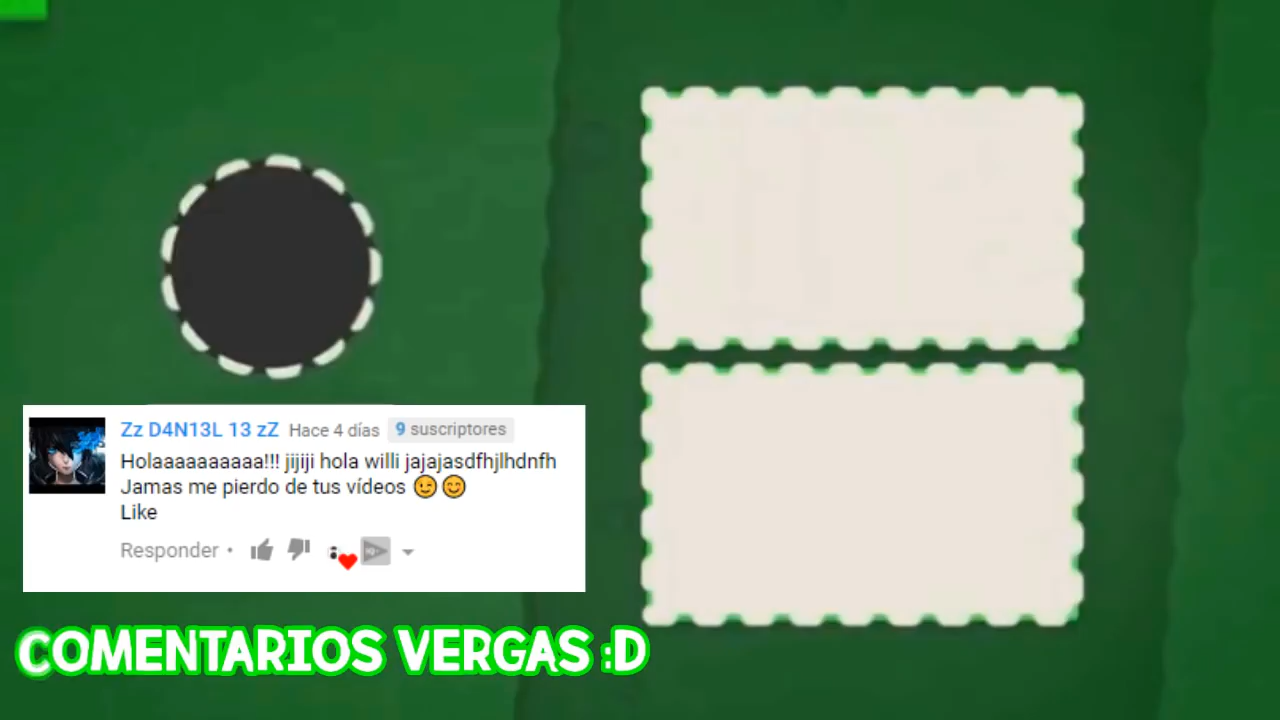 Zz D4N13L 13 zZ Hace 4 días 9 suscriptores
Holaaaaaaaaaa!!! jijiji hola willi jajajasdfhjlhdnfh
Jamas me pierdo de tus vídeos 😉😊
Like
Responder •
COMENTARIOS VERGAS :D